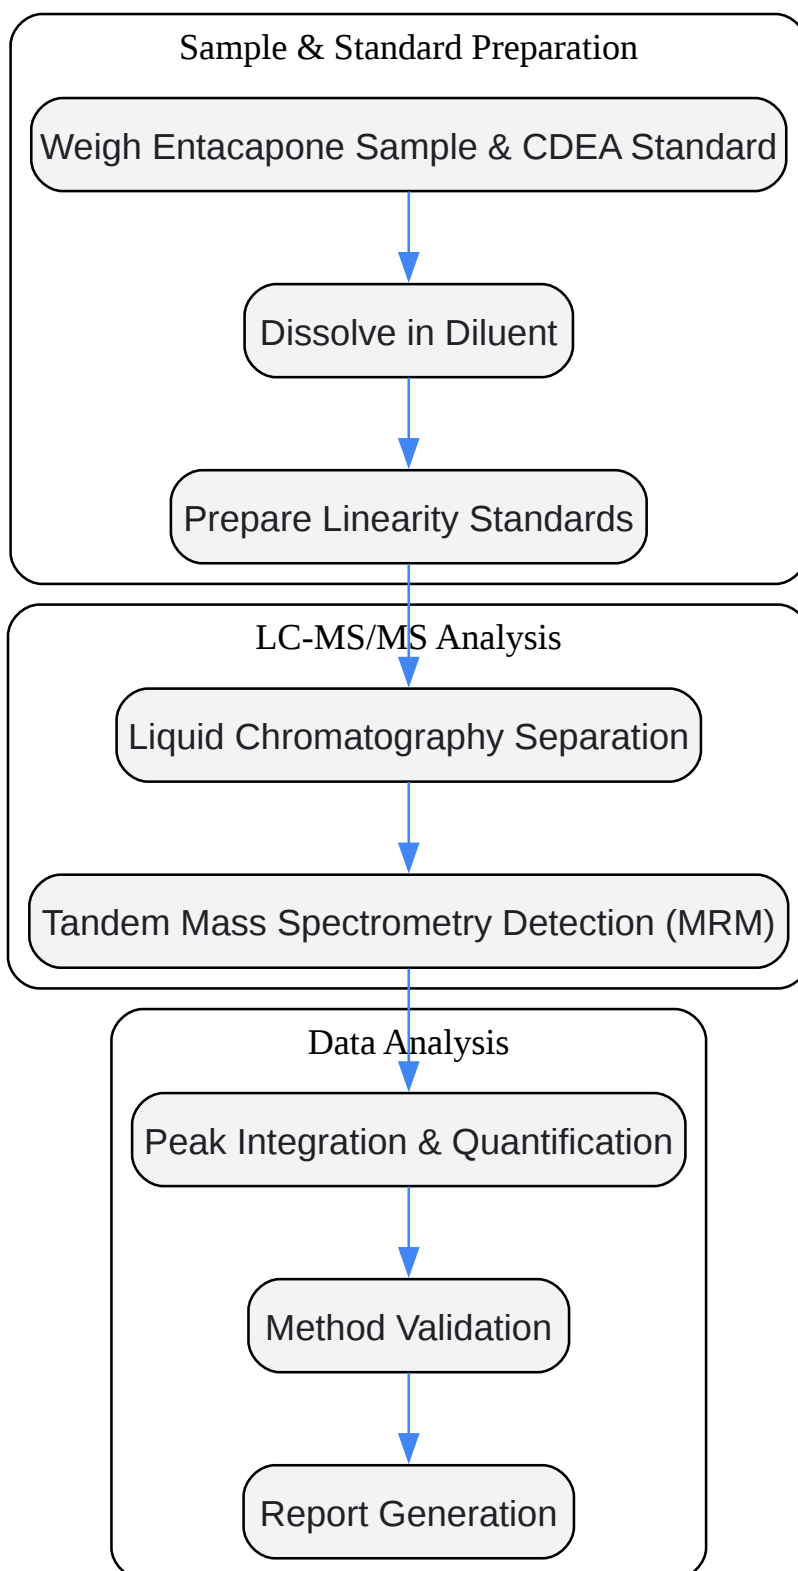 Sample & Standard Preparation
Weigh Entacapone Sample & CDEA Standard
Dissolve in Diluent
Prepare Linearity Standards
LC-MS/MS Analysis
Liquid Chromatography Separation
Tandem Mass Spectrometry Detection (MRM)
Data Analysis
Peak Integration & Quantification
Method Validation
Report Generation